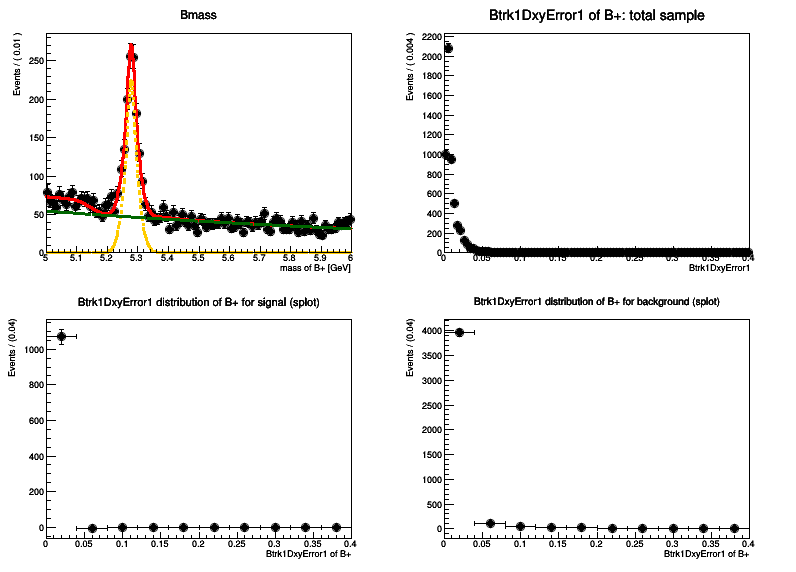 Bmass
Events / ( 0.01 )
250
200
150
100
50
0
5 5.1 5.2 5.3 5.4 5.5 5.6 5.7 5.8 5.9 6
mass of B+ [GeV]
Btrk1DxyError1 of B+: total sample
Events / ( 0.004 )
2200
2000
1800
1600
1400
1200
1000
800
600
400
200
0
0 0.05 0.1 0.15 0.2 0.25 0.3 0.35 0.4
Btrk1DxyError1
Btrk1DxyError1 distribution of B+ for signal (splot)
Events / (0.04)
1000
800
600
400
200
0
0 0.05 0.1 0.15 0.2 0.25 0.3 0.35 0.4
Btrk1DxyError1 of B+
Btrk1DxyError1 distribution of B+ for background (splot)
Events / (0.04)
4000
3500
3000
2500
2000
1500
1000
500
0
0 0.05 0.1 0.15 0.2 0.25 0.3 0.35 0.4
Btrk1DxyError1 of B+